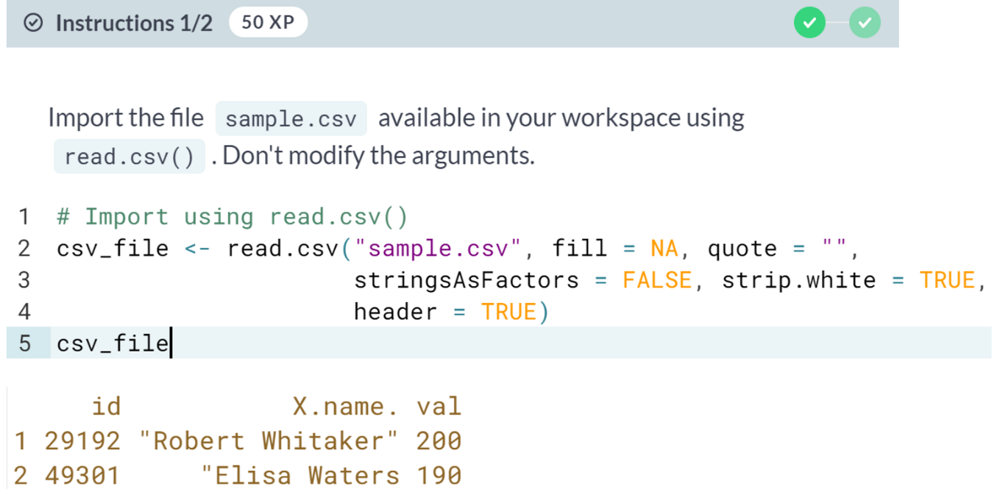 Instructions 1/2 50 XP
Import the file sample.csv available in your workspace using
read.csv() . Don't modify the arguments.
1 # Import using read.csv()
2 csv_file <- read.csv("sample.csv", fill = NA, quote = "",
3 stringsAsFactors = FALSE, strip.white = TRUE,
4 header = TRUE)
5 csv_file
id X.name. val
1 29192 "Robert Whitaker" 200
2 49301 "Elisa Waters 190